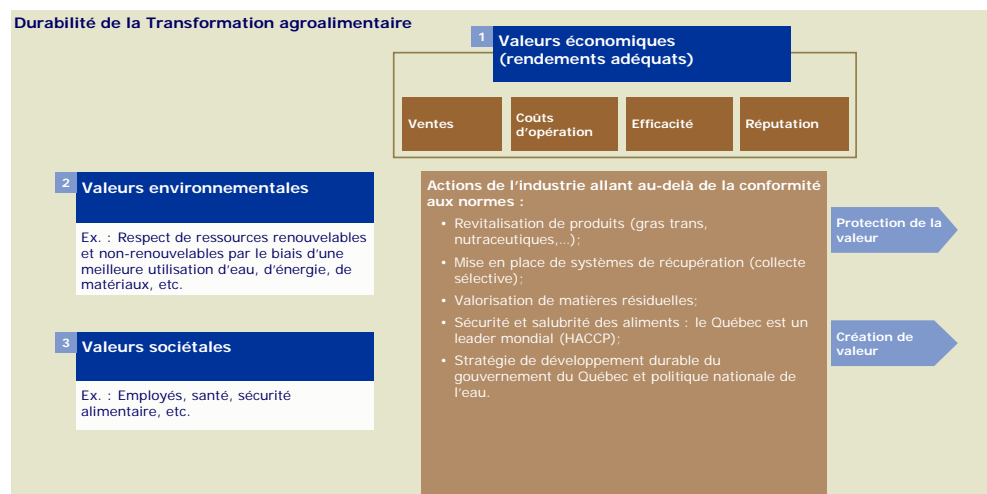 Durabilité de la Transformation agroalimentaire
1
Valeurs économiques
(rendements adéquats)
Ventes
Coûts
d'opération
Efficacité
Réputation
2
Valeurs environnementales
Ex. : Respect de ressources renouvelables
et non-renouvelables par le biais d'une
meilleure utilisation d'eau, d'énergie, de
matériaux, etc.
3
Valeurs sociétales
Ex. : Employés, santé, sécurité
alimentaire, etc.
Actions de l'industrie allant au-delà de la conformité
aux normes :
• Revitalisation de produits (gras trans,
nutraceutiques,…);
• Mise en place de systèmes de récupération (collecte
sélective);
• Valorisation de matières résiduelles;
• Sécurité et salubrité des aliments : le Québec est un
leader mondial (HACCP);
• Stratégie de développement durable du
gouvernement du Québec et politique nationale de
l'eau.
Protection de la
valeur
Création de
valeur